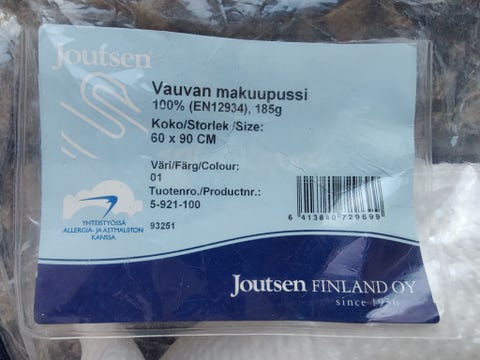 Joutsen
Vauvan makuupussi
100% (EN12934), 185g
Koko/Storlek/Size:
60 x 90 CM
Väri/Färg/Colour:
01
Tuotenro./Productnr.:
5-921-100
93251
YHTEISTYÖSSÄ
ALLERGIA- JA ASTMALIITON
KANSSA
6 413840 729699
Joutsen FINLAND OY
since 1936